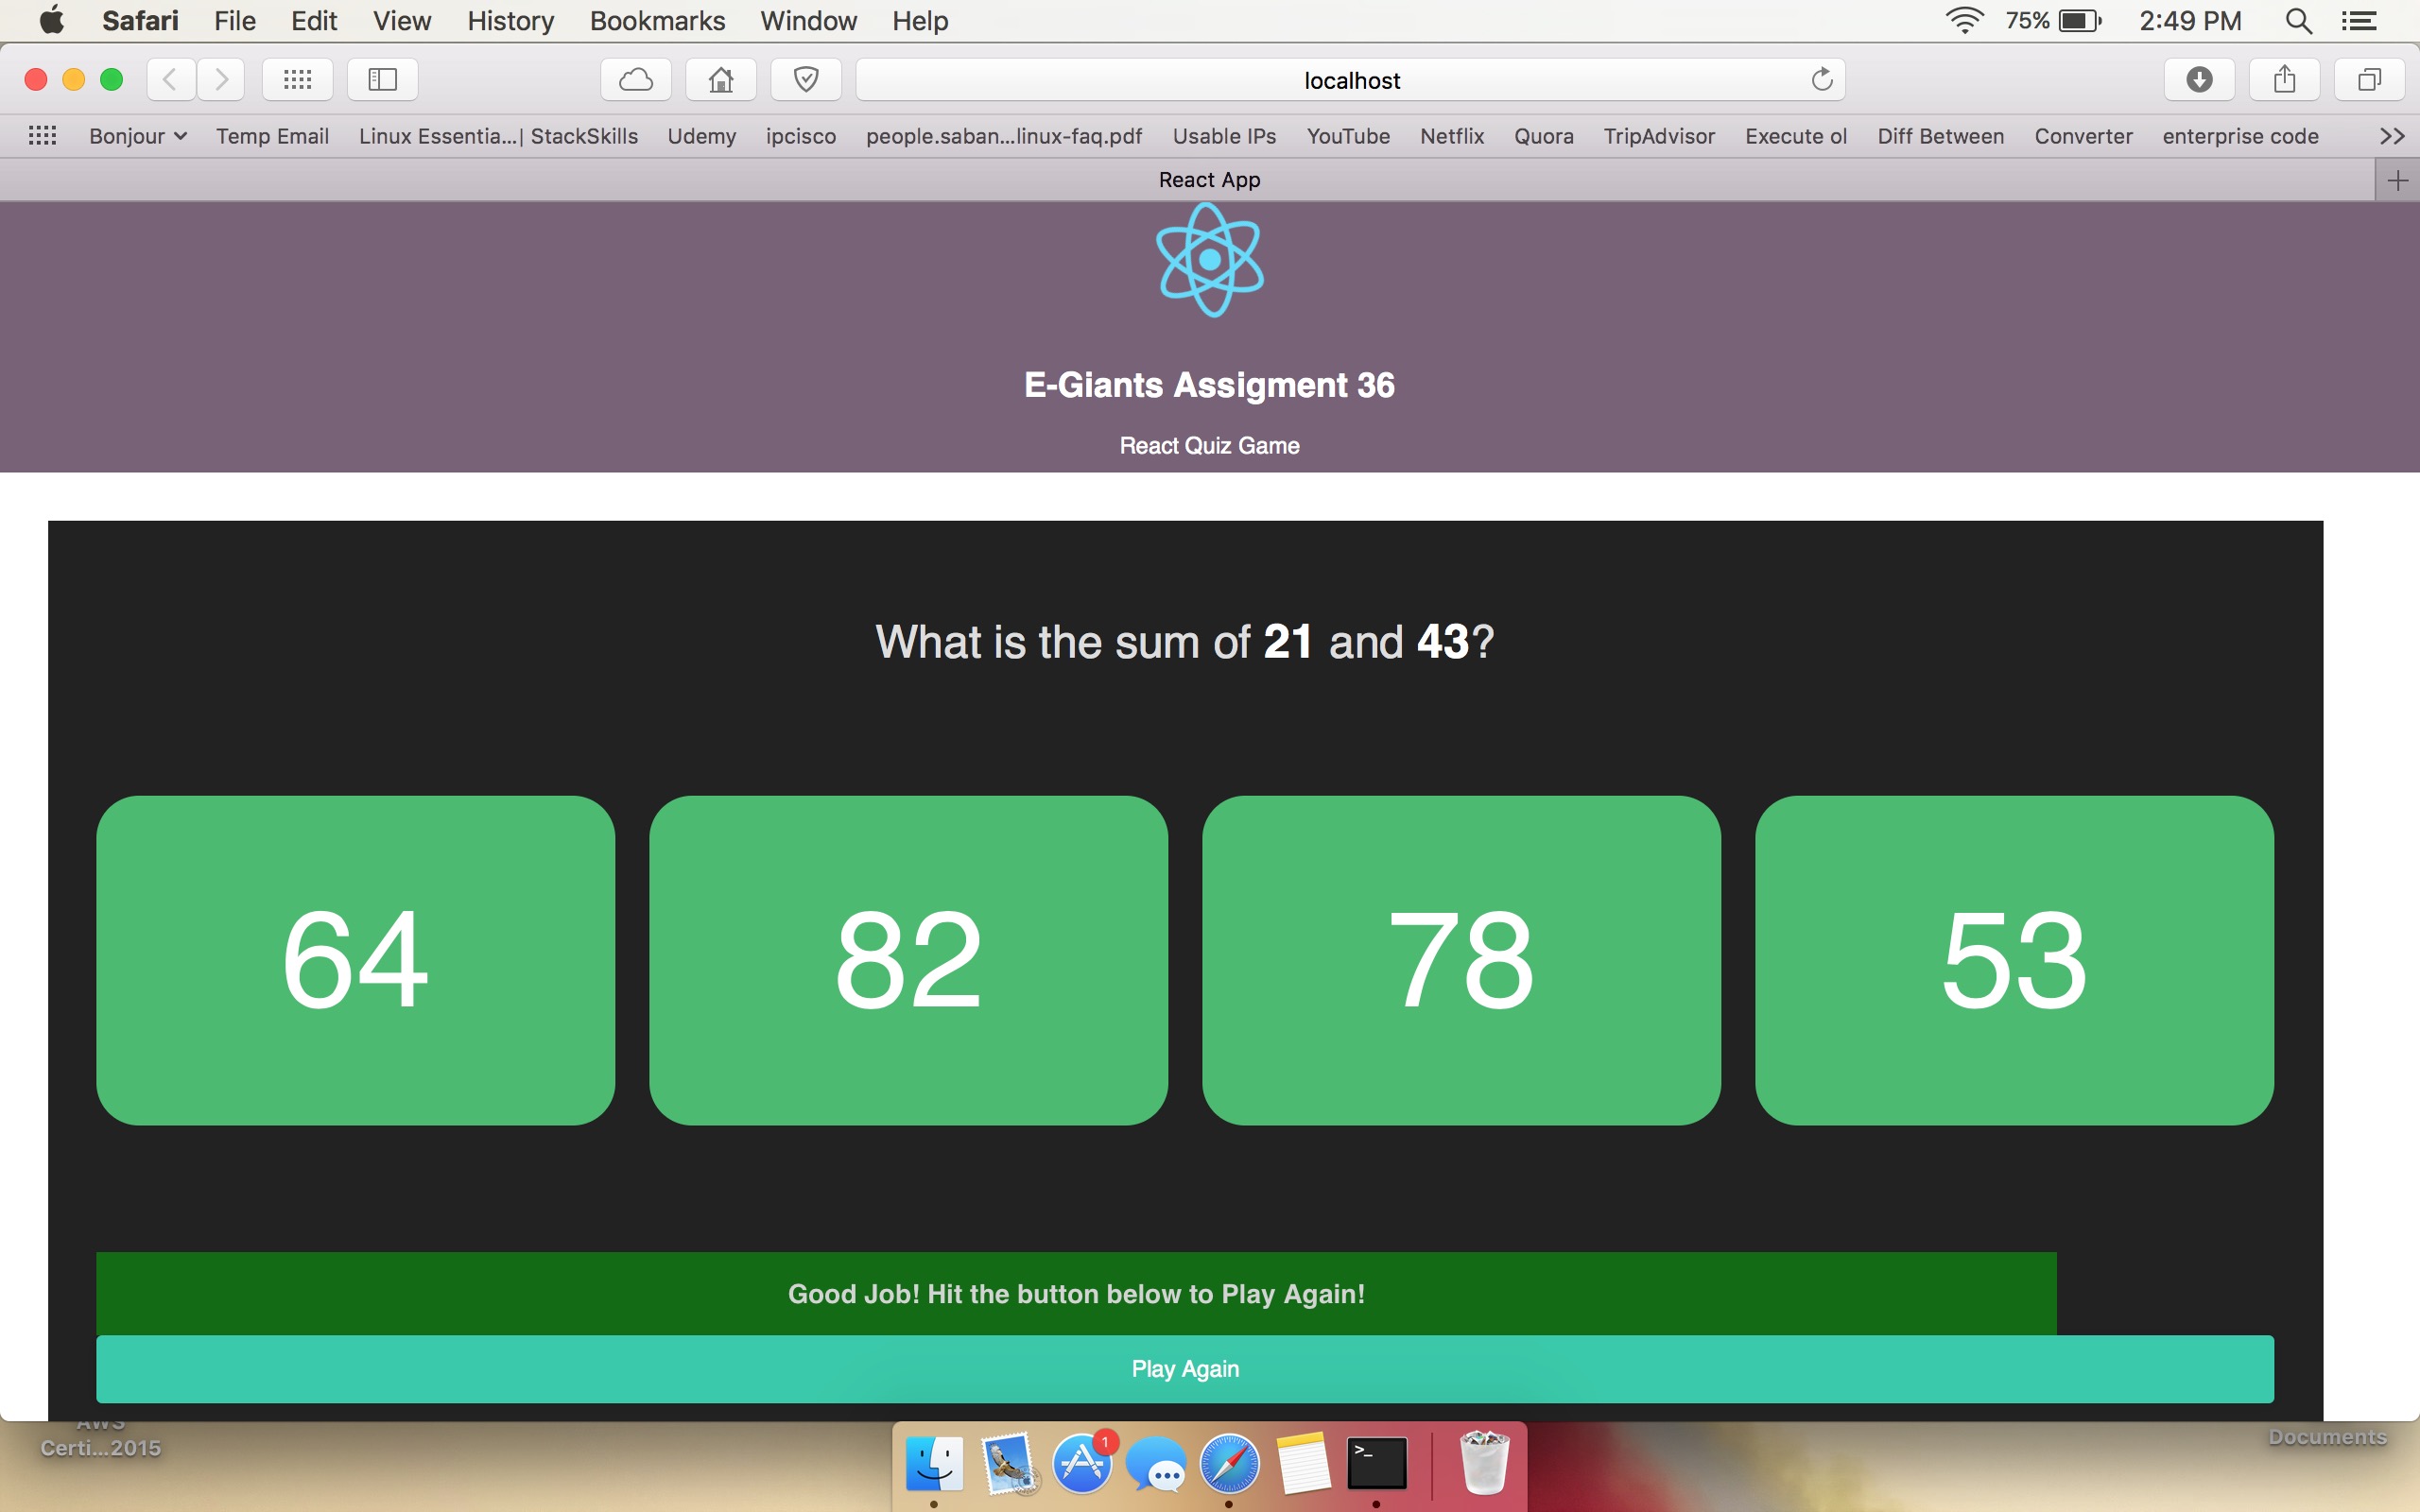 Safari File Edit View History Bookmarks Window Help 75% 2:49 PM
localhost
Bonjour Temp Email Linux Essentia...| StackSkills Udemy ipcisco people.saban...linux-faq.pdf Usable IPs YouTube Netflix Quora TripAdvisor Execute ol Diff Between Converter enterprise code
React App
E-Giants Assigment 36
React Quiz Game
What is the sum of 21 and 43?
64 82 78 53
Good Job! Hit the button below to Play Again!
Play Again
AWS
Certi...2015
Documents
1
>_